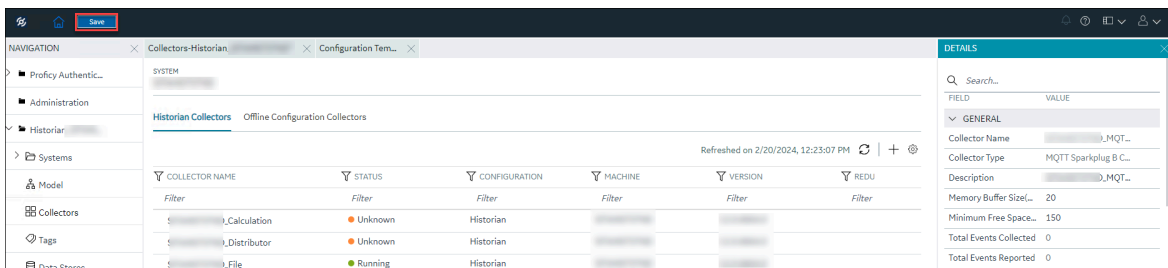 Save
NAVIGATION
Collectors-Historian
Configuration Tem...
DETAILS
Proficy Authentic...
Administration
Historian
Systems
Model
Collectors
Tags
Data Stores
SYSTEM
Historian Collectors Offline Configuration Collectors
Refreshed on 2/20/2024, 12:23:07 PM
COLLECTOR NAME STATUS CONFIGURATION MACHINE VERSION REDU
Filter Filter Filter Filter Filter Filter
_Calculation Unknown Historian
_Distributor Unknown Historian
_File Running Historian
Search...
FIELD VALUE
GENERAL
Collector Name _MQT...
Collector Type MQTT Sparkplug B C...
Description _MQT...
Memory Buffer Size(... 20
Minimum Free Space... 150
Total Events Collected 0
Total Events Reported 0